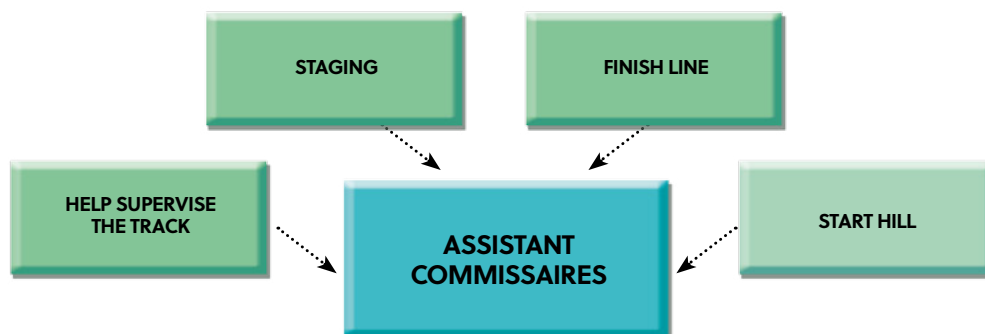 STAGING
FINISH LINE
HELP SUPERVISE
THE TRACK
START HILL
ASSISTANT
COMMISSAIRES